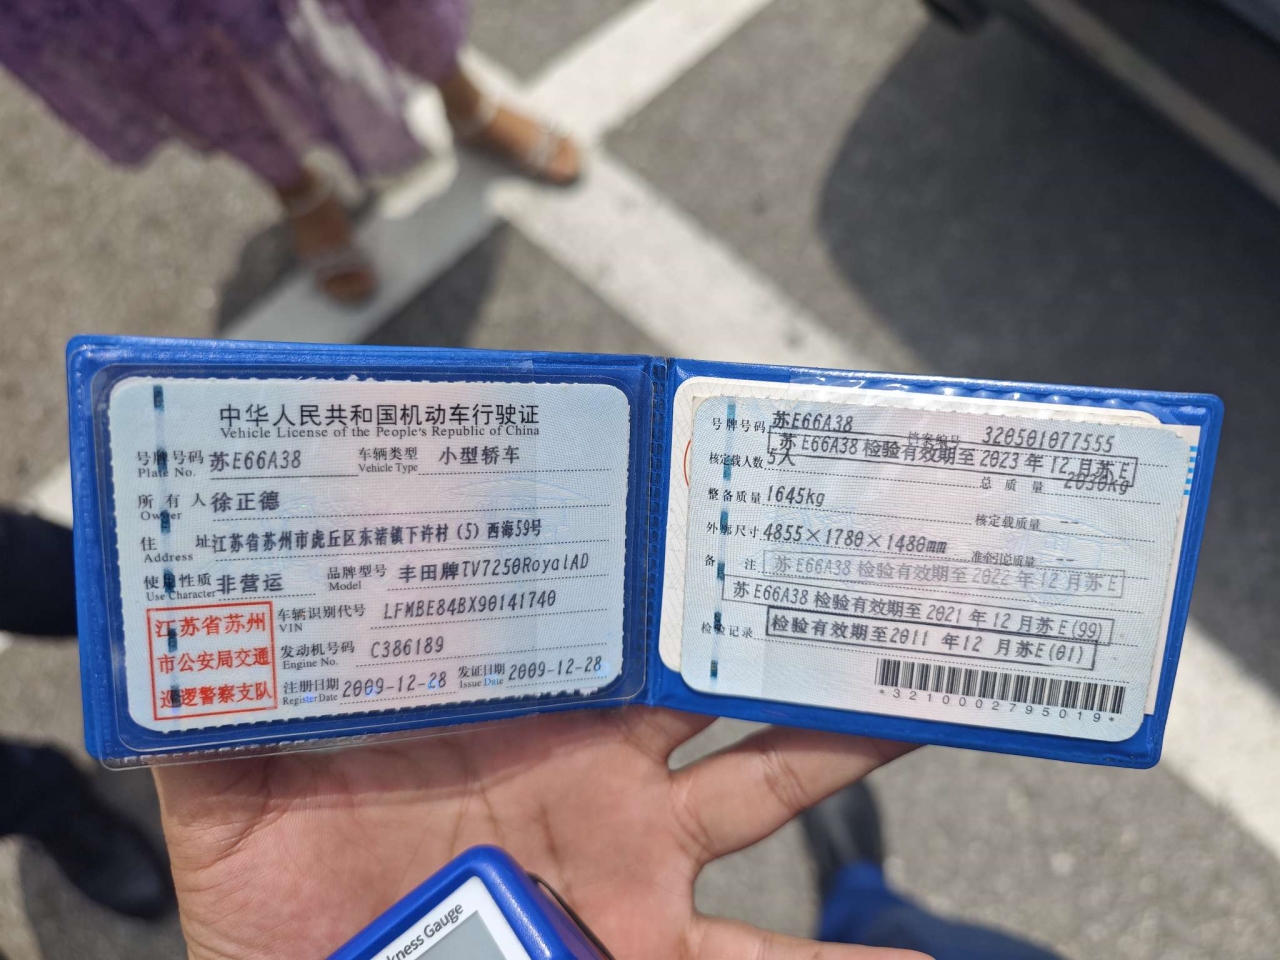 中华人民共和国机动车行驶证
Vehicle License of the People's Republic of China
号牌号码 苏E66A38 车辆类型 小型轿车
Plate No. Vehicle Type
所有人 徐正德
Owner
住址 江苏省苏州市虎丘区东渚镇下许村(5)西海59号
Address
使用性质 非营运 品牌型号 丰田牌TV7250RoyalAD
Use Character Model
江苏省苏州
市公安局交通
巡逻警察支队
车辆识别代号 LFMBE84BX90141740
VIN
发动机号码 C386189
Engine No.
注册日期 2009-12-28 发证日期 2009-12-28
Register Date Issue Date
号牌号码 苏E66A38 档案编号 320501077555
苏E66A38 检验有效期至 2023 年 12 月苏E
核定载人数 5人 总质量 2030kg
整备质量 1645kg 核定载质量 --
外廓尺寸 4855×1780×1480mm 准牵引总质量 --
备注 苏E66A38 检验有效期至 2022 年 12 月苏E
苏E66A38 检验有效期至 2021 年 12 月苏E(99)
检验记录 检验有效期至2011 年 12 月苏E(01)
*3210002795019*
kness Gauge